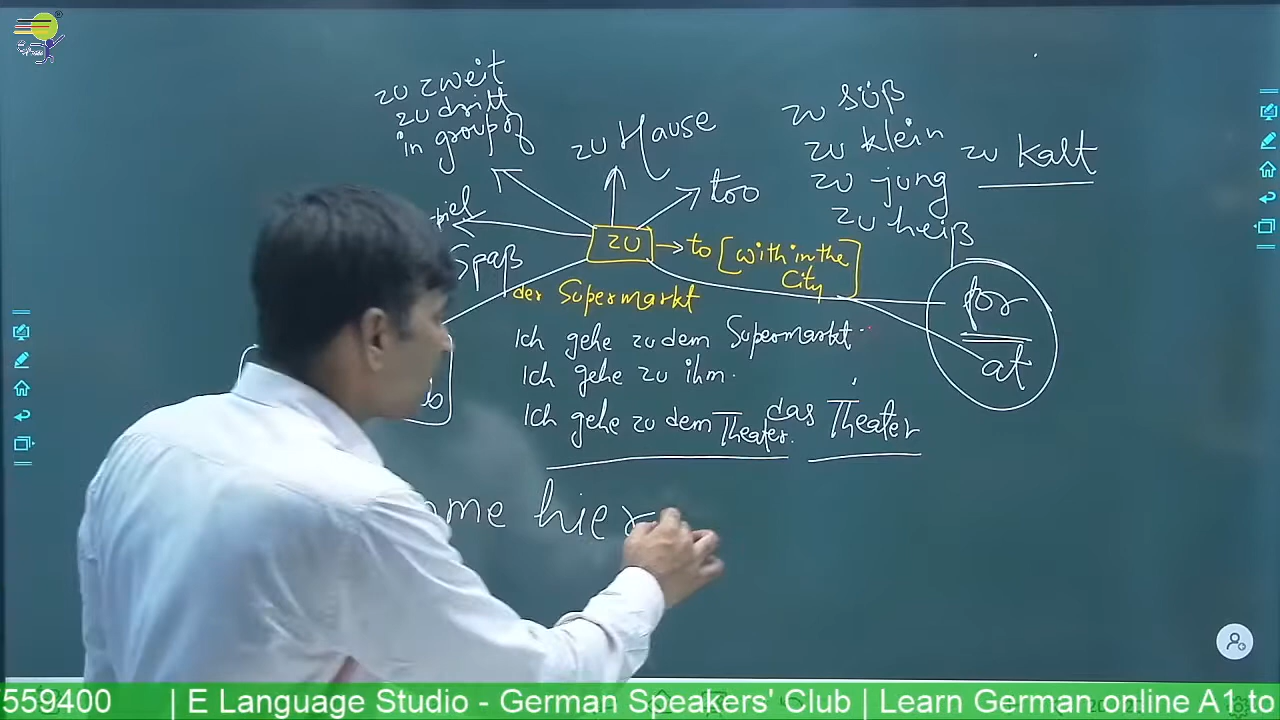 zu zweit
zu dritt
in group of
zu Hause
too
zu süß
zu klein
zu jung
zu heiß
zu kalt
Spaß
zu
to [within the
City]
for
at
der Supermarkt
Ich gehe zu dem Supermarkt.
Ich gehe zu ihm.
Ich gehe zu dem Theater.
das Theater
hier
559400 | E Language Studio - German Speakers' Club | Learn German online A1 to